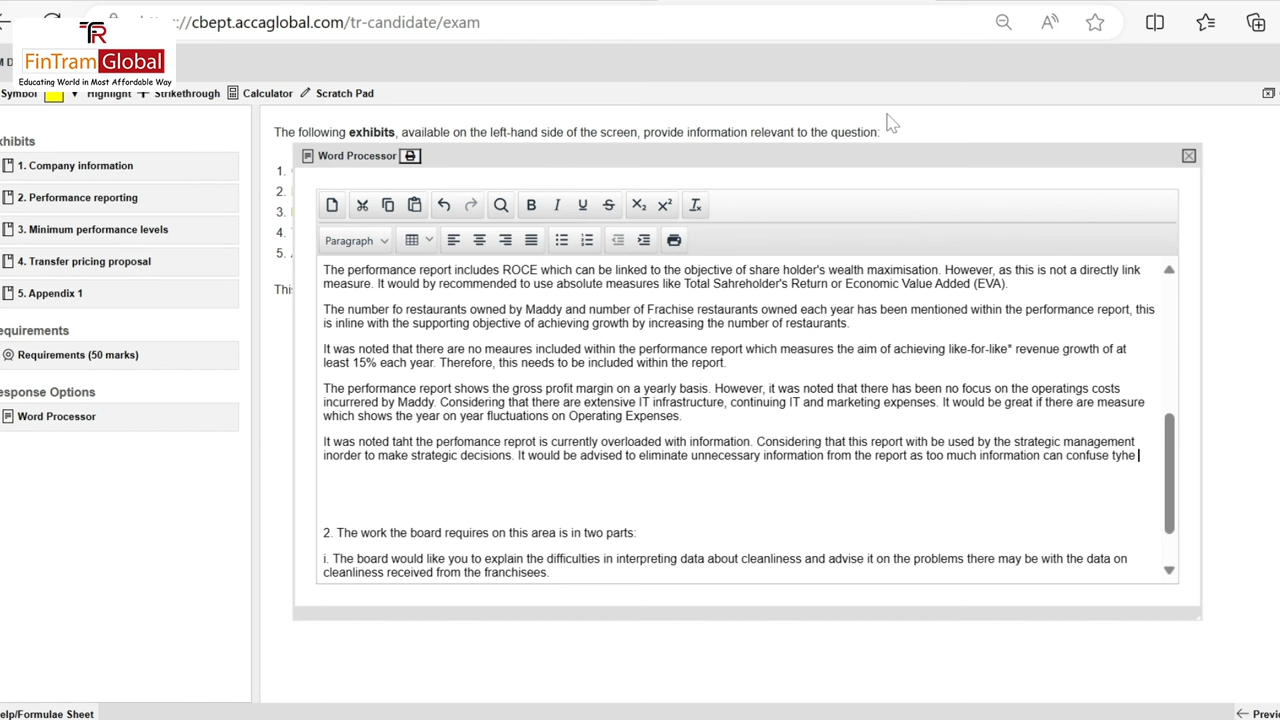 ://cbept.accaglobal.com/tr-candidate/exam
FinTram Global
Educating World in Most Affordable Way
Symbol Highlight Strikethrough Calculator Scratch Pad
The following exhibits, available on the left-hand side of the screen, provide information relevant to the question:
xhibits
1. Company information
2. Performance reporting
3. Minimum performance levels
4. Transfer pricing proposal
5. Appendix 1
equirements
Requirements (50 marks)
esponse Options
Word Processor
1.
2.
3.
4.
5.
This
Word Processor
Paragraph
The performance report includes ROCE which can be linked to the objective of share holder's wealth maximisation. However, as this is not a directly link
measure. It would by recommended to use absolute measures like Total Sahreholder's Return or Economic Value Added (EVA).
The number fo restaurants owned by Maddy and number of Frachise restaurants owned each year has been mentioned within the performance report, this
is inline with the supporting objective of achieving growth by increasing the number of restaurants.
It was noted that there are no meaures included within the performance report which measures the aim of achieving like-for-like* revenue growth of at
least 15% each year. Therefore, this needs to be included within the report.
The performance report shows the gross profit margin on a yearly basis. However, it was noted that there has been no focus on the operatings costs
incurrered by Maddy. Considering that there are extensive IT infrastructure, continuing IT and marketing expenses. It would be great if there are measure
which shows the year on year fluctuations on Operating Expenses.
It was noted taht the perfomance reprot is currently overloaded with information. Considering that this report with be used by the strategic management
inorder to make strategic decisions. It would be advised to eliminate unnecessary information from the report as too much information can confuse tyhe
2. The work the board requires on this area is in two parts:
i. The board would like you to explain the difficulties in interpreting data about cleanliness and advise it on the problems there may be with the data on
cleanliness received from the franchisees.
elp/Formulae Sheet
Previo